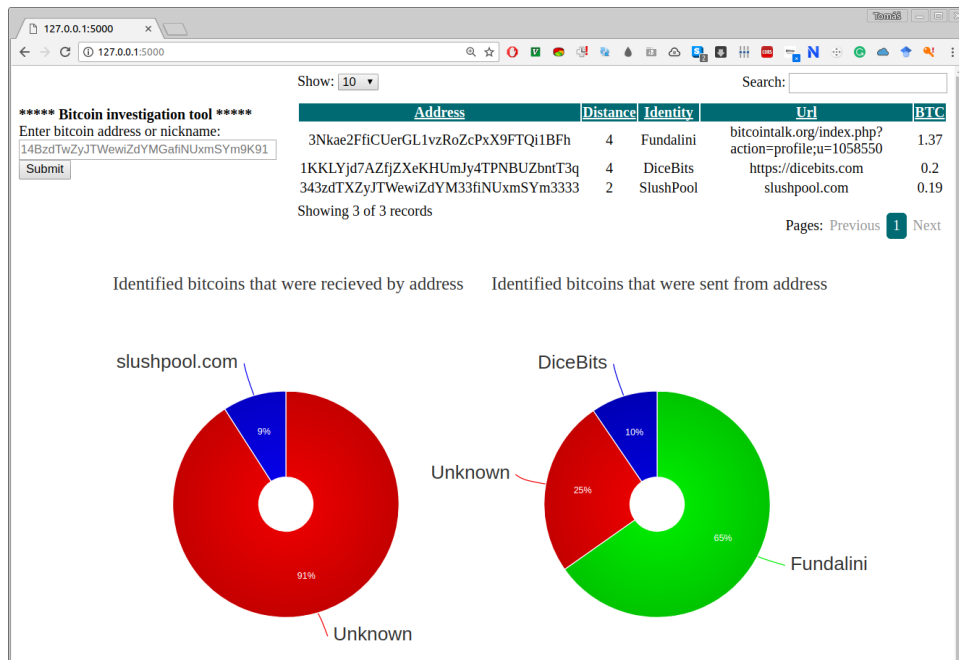 Tomáš
127.0.0.1:5000
127.0.0.1:5000
Show: 10
Search:
***** Bitcoin investigation tool *****
Enter bitcoin address or nickname:
14BzdTwZyJTWewiZdYMGafiNUxmSYm9K91
Submit
Address Distance Identity Url BTC
3Nkae2FfiCUerGL1vzRoZcPxX9FTQi1BFh 4 Fundalini bitcointalk.org/index.php?action=profile;u=1058550 1.37
1KKLYjd7AZfjZXeKHUmJy4TPNBUZbntT3q 4 DiceBits https://dicebits.com 0.2
343zdTXZyJTWewiZdYM33fiNUxmSYm3333 2 SlushPool slushpool.com 0.19
Showing 3 of 3 records
Pages: Previous 1 Next
Identified bitcoins that were recieved by address
Identified bitcoins that were sent from address
slushpool.com
9%
91%
Unknown
DiceBits
10%
Unknown
25%
65%
Fundalini